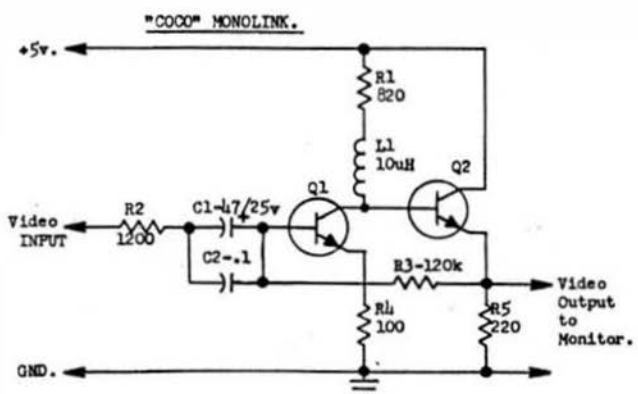 "COCO" MONOLINK.
+5v.
R1
820
L1
10uH
Q2
Q1
R2
1200
C1-47/25v
+
Video
INPUT
C2-.1
R3-120k
Video
Output
to
Monitor.
R4
100
R5
220
GND.